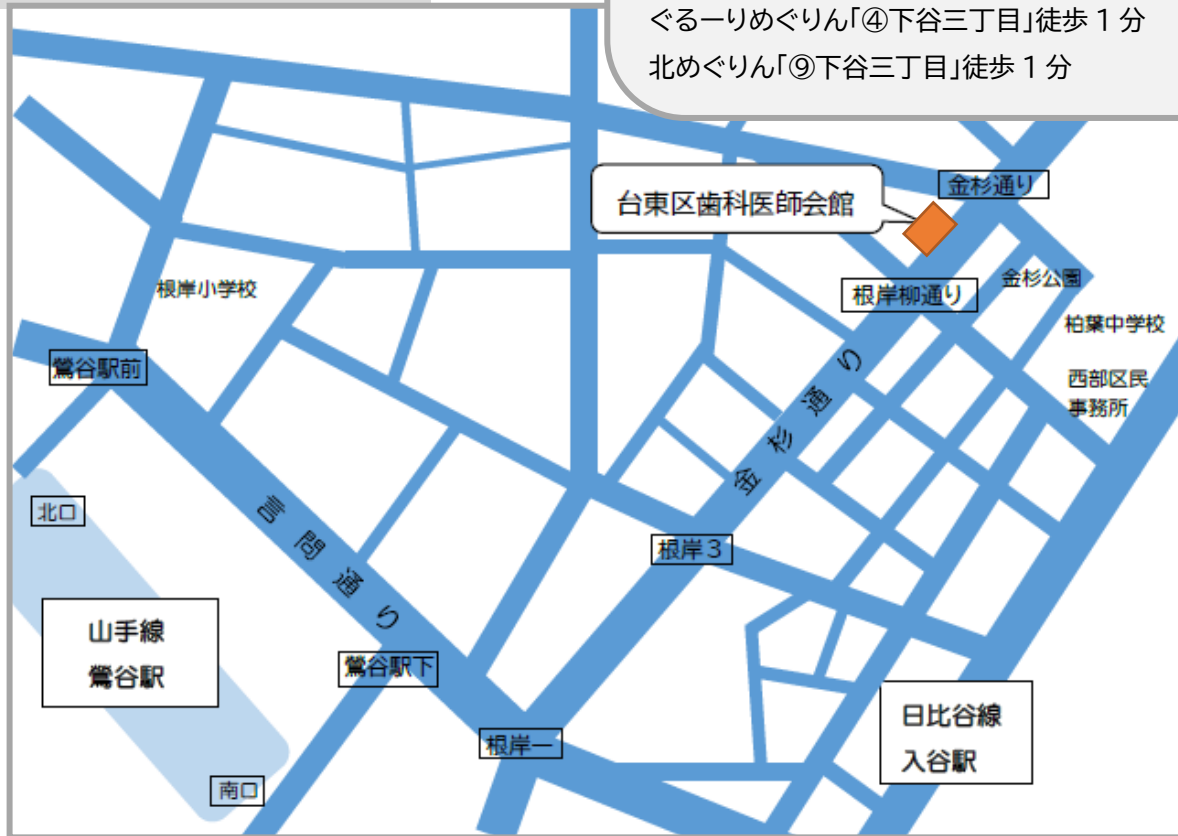 ぐるーりめぐりん「④下谷三丁目」徒歩1分
北めぐりん「⑨下谷三丁目」徒歩1分
金杉通り
台東区歯科医師会館
根岸小学校
根岸柳通り
金杉公園
柏葉中学校
鶯谷駅前
西部区民
事務所
金杉通り
北口
言問通り
根岸3
山手線
鶯谷駅
鶯谷駅下
日比谷線
入谷駅
根岸一
南口